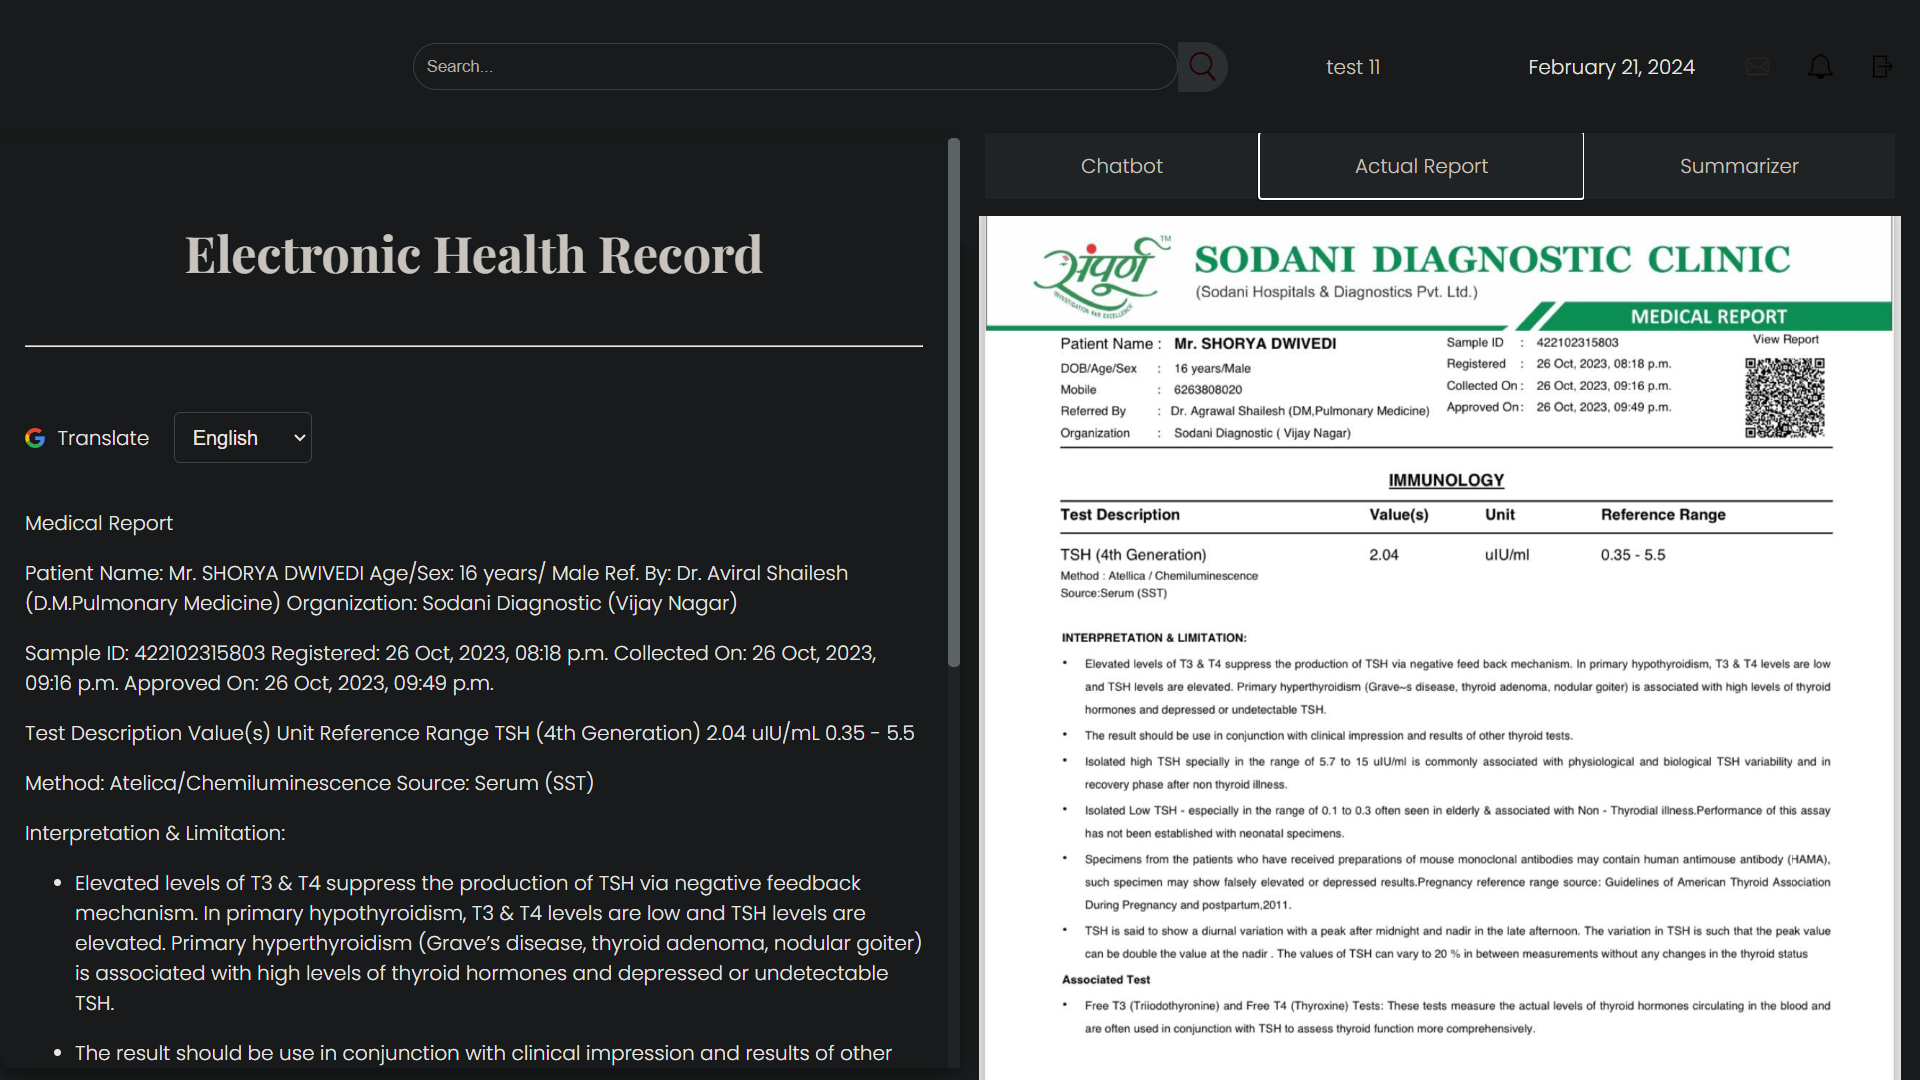 Search...
test 11
February 21, 2024
Electronic Health Record
Translate
English
Medical Report
Patient Name: Mr. SHORYA DWIVEDI Age/Sex: 16 years/ Male Ref. By: Dr. Aviral Shailesh
(D.M.Pulmonary Medicine) Organization: Sodani Diagnostic (Vijay Nagar)
Sample ID: 422102315803 Registered: 26 Oct, 2023, 08:18 p.m. Collected On: 26 Oct, 2023,
09:16 p.m. Approved On: 26 Oct, 2023, 09:49 p.m.
Test Description Value(s) Unit Reference Range TSH (4th Generation) 2.04 uIU/mL 0.35 - 5.5
Method: Atelica/Chemiluminescence Source: Serum (SST)
Interpretation & Limitation:
• Elevated levels of T3 & T4 suppress the production of TSH via negative feedback
mechanism. In primary hypothyroidism, T3 & T4 levels are low and TSH levels are
elevated. Primary hyperthyroidism (Grave’s disease, thyroid adenoma, nodular goiter)
is associated with high levels of thyroid hormones and depressed or undetectable
TSH.
• The result should be use in conjunction with clinical impression and results of other
Chatbot
Actual Report
Summarizer
संपूर्ण TM
INVESTIGATION FOR EXCELLENCE
SODANI DIAGNOSTIC CLINIC
(Sodani Hospitals & Diagnostics Pvt. Ltd.)
MEDICAL REPORT
Patient Name : Mr. SHORYA DWIVEDI
DOB/Age/Sex : 16 years/Male
Mobile : 6263808020
Referred By : Dr. Agrawal Shailesh (DM,Pulmonary Medicine)
Organization : Sodani Diagnostic ( Vijay Nagar)
Sample ID : 422102315803
Registered : 26 Oct, 2023, 08:18 p.m.
Collected On : 26 Oct, 2023, 09:16 p.m.
Approved On : 26 Oct, 2023, 09:49 p.m.
View Report
IMMUNOLOGY
Test Description Value(s) Unit Reference Range
TSH (4th Generation) 2.04 uIU/ml 0.35 - 5.5
Method : Atellica / Chemiluminescence
Source:Serum (SST)
INTERPRETATION & LIMITATION:
• Elevated levels of T3 & T4 suppress the production of TSH via negative feed back mechanism. In primary hypothyroidism, T3 & T4 levels are low
and TSH levels are elevated. Primary hyperthyroidism (Grave~s disease, thyroid adenoma, nodular goiter) is associated with high levels of thyroid
hormones and depressed or undetectable TSH.
• The result should be use in conjunction with clinical impression and results of other thyroid tests.
• Isolated high TSH specially in the range of 5.7 to 15 uIU/ml is commonly associated with physiological and biological TSH variability and in
recovery phase after non thyroid illness.
• Isolated Low TSH - especially in the range of 0.1 to 0.3 often seen in elderly & associated with Non - Thyrodial illness.Performance of this assay
has not been established with neonatal specimens.
• Specimens from the patients who have received preparations of mouse monoclonal antibodies may contain human antimouse antibody (HAMA),
such specimen may show falsely elevated or depressed results.Pregnancy reference range source: Guidelines of American Thyroid Association
During Pregnancy and postpartum,2011.
• TSH is said to show a diurnal variation with a peak after midnight and nadir in the late afternoon. The variation in TSH is such that the peak value
can be double the value at the nadir . The values of TSH can vary to 20 % in between measurements without any changes in the thyroid status
Associated Test
• Free T3 (Triiodothyronine) and Free T4 (Thyroxine) Tests: These tests measure the actual levels of thyroid hormones circulating in the blood and
are often used in conjunction with TSH to assess thyroid function more comprehensively.